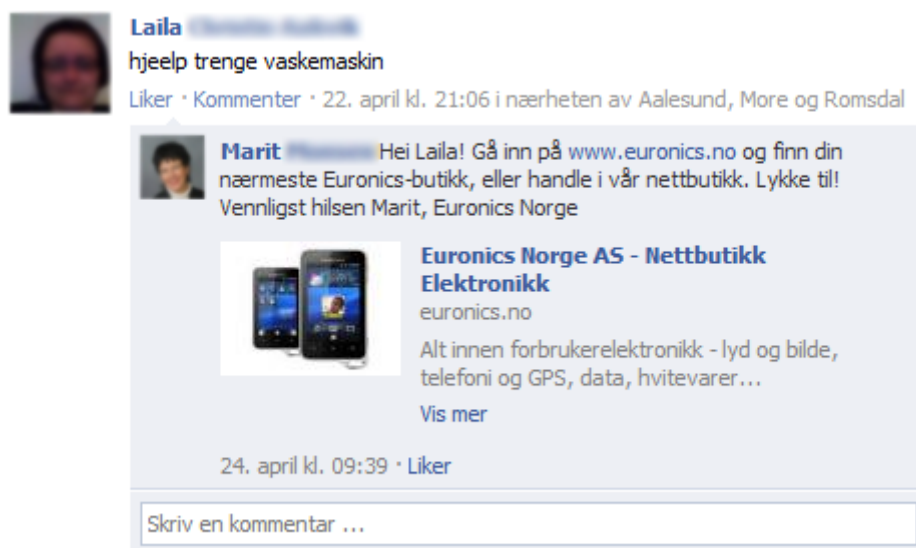 Laila
hjeelp trenge vaskemaskin
Liker · Kommenter · 22. april kl. 21:06 i nærheten av Aalesund, More og Romsdal
Marit Hei Laila! Gå inn på www.euronics.no og finn din
nærmeste Euronics-butikk, eller handle i vår nettbutikk. Lykke til!
Vennligst hilsen Marit, Euronics Norge
Euronics Norge AS - Nettbutikk
Elektronikk
euronics.no
Alt innen forbrukerelektronikk - lyd og bilde,
telefoni og GPS, data, hvitevarer...
Vis mer
24. april kl. 09:39 · Liker
Skriv en kommentar ...